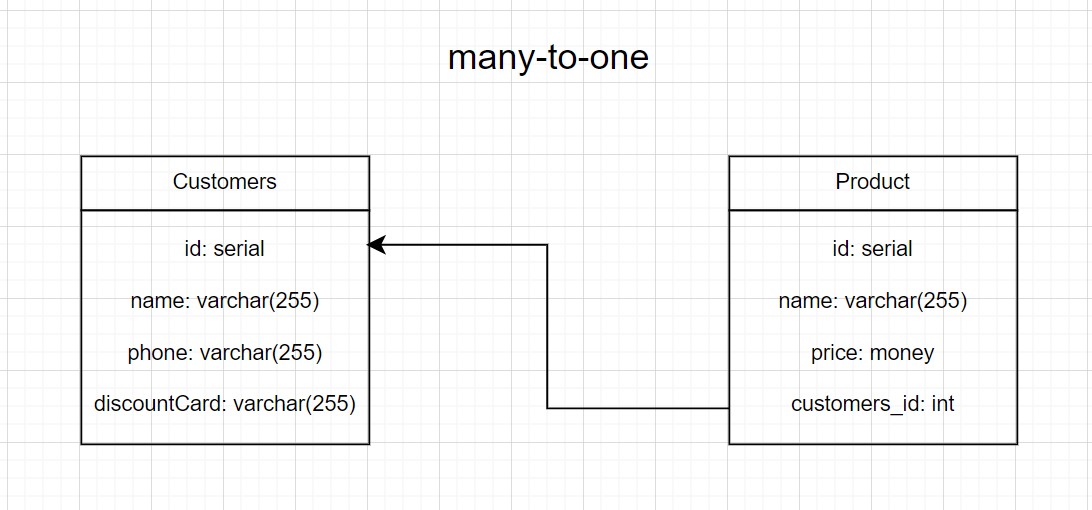 many-to-one
Customers
id: serial
name: varchar(255)
phone: varchar(255)
discountCard: varchar(255)
Product
id: serial
name: varchar(255)
price: money
customers_id: int